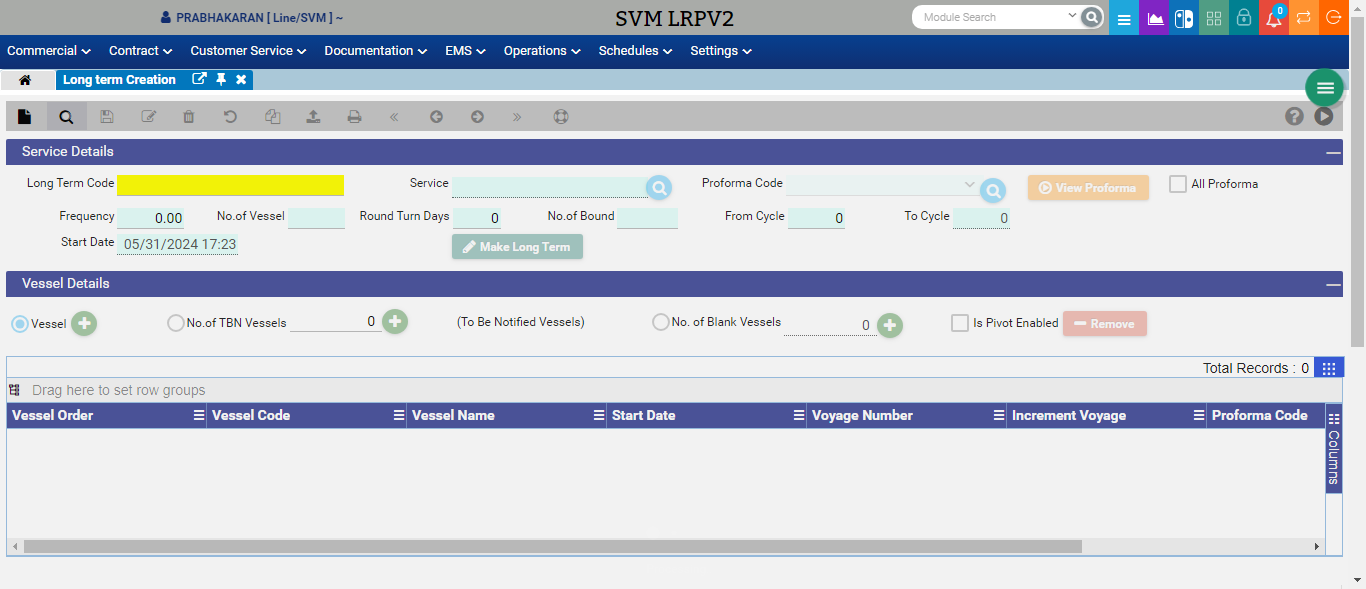 PRABHAKARAN [ Line/SVM ] ~
SVM LRPV2
Module Search
0
Commercial Contract Customer Service Documentation EMS Operations Schedules Settings
Long term Creation
Service Details
Long Term Code Service Proforma Code View Proforma All Proforma
Frequency 0.00 No.of Vessel Round Turn Days 0 No.of Bound From Cycle 0 To Cycle 0
Start Date 05/31/2024 17:23 Make Long Term
Vessel Details
Vessel No.of TBN Vessels 0 (To Be Notified Vessels) No. of Blank Vessels 0 Is Pivot Enabled Remove
Total Records : 0
Drag here to set row groups
Vessel Order Vessel Code Vessel Name Start Date Voyage Number Increment Voyage Proforma Code
Columns